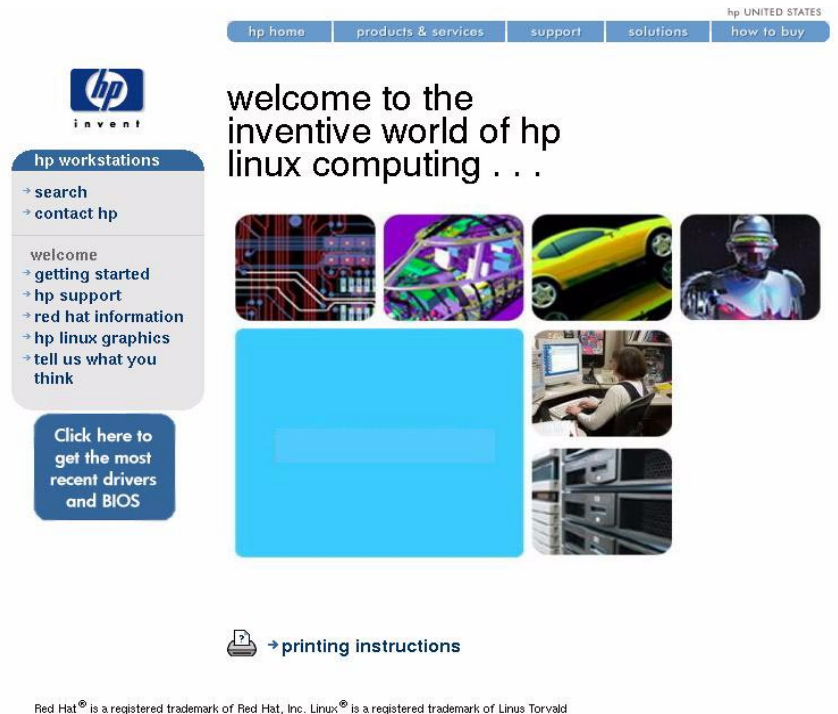 hp UNITED STATES
hp home products & services support solutions how to buy
hp
invent
welcome to the
inventive world of hp
linux computing . . .
hp workstations
search
contact hp
welcome
getting started
hp support
red hat information
hp linux graphics
tell us what you
think
Click here to
get the most
recent drivers
and BIOS
?
printing instructions
Red Hat® is a registered trademark of Red Hat, Inc. Linux® is a registered trademark of Linus Torvald